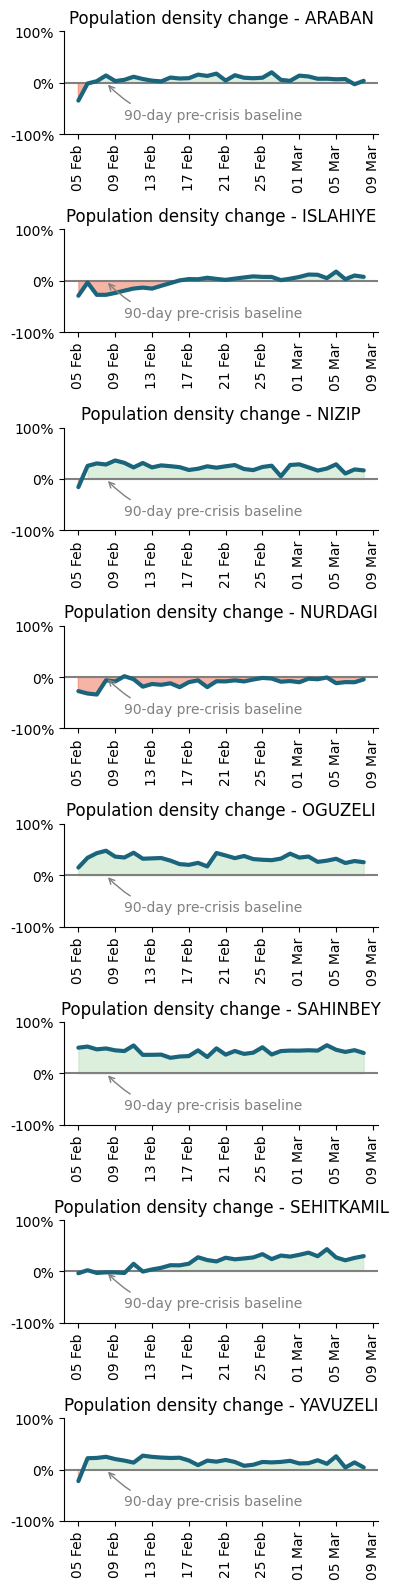 Population density change - ARABAN
100%
0%
-100%
90-day pre-crisis baseline
05 Feb
09 Feb
13 Feb
17 Feb
21 Feb
25 Feb
01 Mar
05 Mar
09 Mar
Population density change - ISLAHIYE
100%
0%
-100%
90-day pre-crisis baseline
05 Feb
09 Feb
13 Feb
17 Feb
21 Feb
25 Feb
01 Mar
05 Mar
09 Mar
Population density change - NIZIP
100%
0%
-100%
90-day pre-crisis baseline
05 Feb
09 Feb
13 Feb
17 Feb
21 Feb
25 Feb
01 Mar
05 Mar
09 Mar
Population density change - NURDAGI
100%
0%
-100%
90-day pre-crisis baseline
05 Feb
09 Feb
13 Feb
17 Feb
21 Feb
25 Feb
01 Mar
05 Mar
09 Mar
Population density change - OGUZELI
100%
0%
-100%
90-day pre-crisis baseline
05 Feb
09 Feb
13 Feb
17 Feb
21 Feb
25 Feb
01 Mar
05 Mar
09 Mar
Population density change - SAHINBEY
100%
0%
-100%
90-day pre-crisis baseline
05 Feb
09 Feb
13 Feb
17 Feb
21 Feb
25 Feb
01 Mar
05 Mar
09 Mar
Population density change - SEHITKAMIL
100%
0%
-100%
90-day pre-crisis baseline
05 Feb
09 Feb
13 Feb
17 Feb
21 Feb
25 Feb
01 Mar
05 Mar
09 Mar
Population density change - YAVUZELI
100%
0%
-100%
90-day pre-crisis baseline
05 Feb
09 Feb
13 Feb
17 Feb
21 Feb
25 Feb
01 Mar
05 Mar
09 Mar